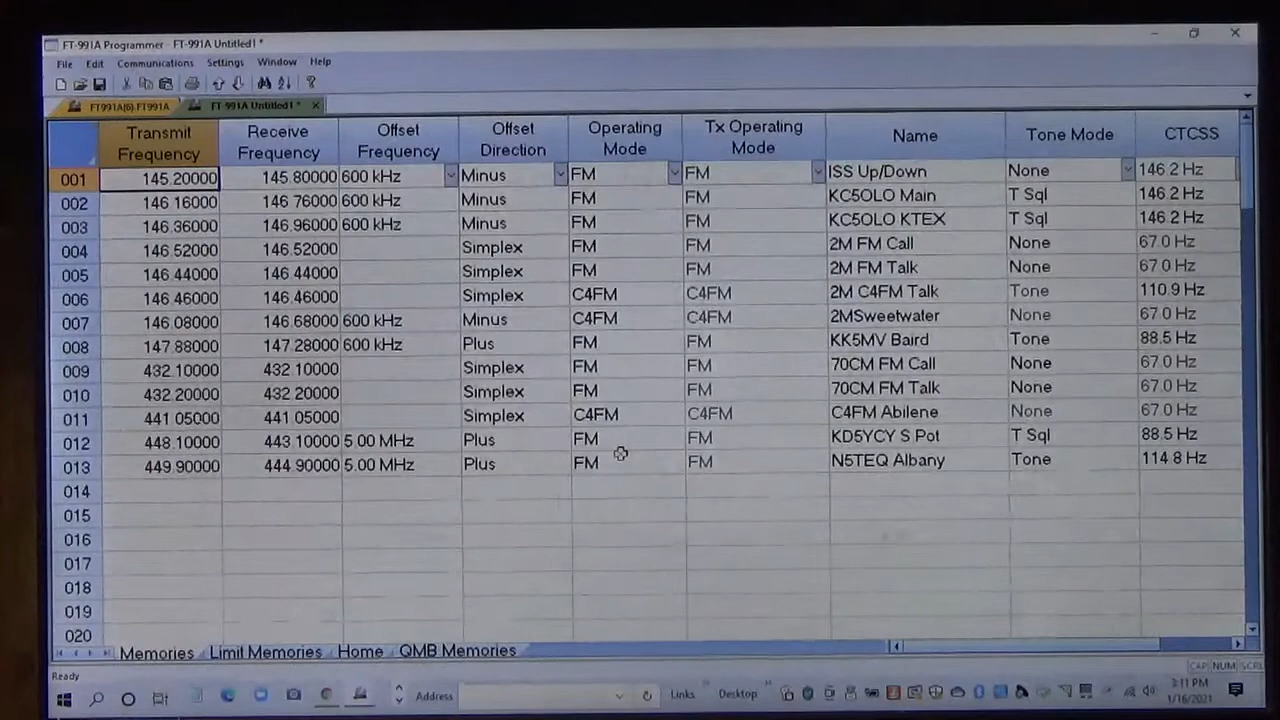 FT-991A Programmer - FT-991A Untitled1 *
File Edit Communications Settings Window Help
FT991A(6).FT991A FT-991A Untitled1 *
Transmit Frequency Receive Frequency Offset Frequency Offset Direction Operating Mode Tx Operating Mode Name Tone Mode CTCSS
001 145.20000 145.80000 600 kHz Minus FM FM ISS Up/Down None 146.2 Hz
002 146.16000 146.76000 600 kHz Minus FM FM KC5OLO Main T Sql 146.2 Hz
003 146.36000 146.96000 600 kHz Minus FM FM KC5OLO KTEX T Sql 146.2 Hz
004 146.52000 146.52000 Simplex FM FM 2M FM Call None 67.0 Hz
005 146.44000 146.44000 Simplex FM FM 2M FM Talk None 67.0 Hz
006 146.46000 146.46000 Simplex C4FM C4FM 2M C4FM Talk Tone 110.9 Hz
007 146.08000 146.68000 600 kHz Minus C4FM C4FM 2MSweetwater None 67.0 Hz
008 147.88000 147.28000 600 kHz Plus FM FM KK5MV Baird Tone 88.5 Hz
009 432.10000 432.10000 Simplex FM FM 70CM FM Call None 67.0 Hz
010 432.20000 432.20000 Simplex FM FM 70CM FM Talk None 67.0 Hz
011 441.05000 441.05000 Simplex C4FM C4FM C4FM Abilene None 67.0 Hz
012 448.10000 443.10000 5.00 MHz Plus FM FM KD5YCY S Pot T Sql 88.5 Hz
013 449.90000 444.90000 5.00 MHz Plus FM FM N5TEQ Albany Tone 114.8 Hz
014
015
016
017
018
019
020
Memories Limit Memories Home QMB Memories
Ready CAP NUM SCRL
Address Links Desktop 3:11 PM
1/16/2021